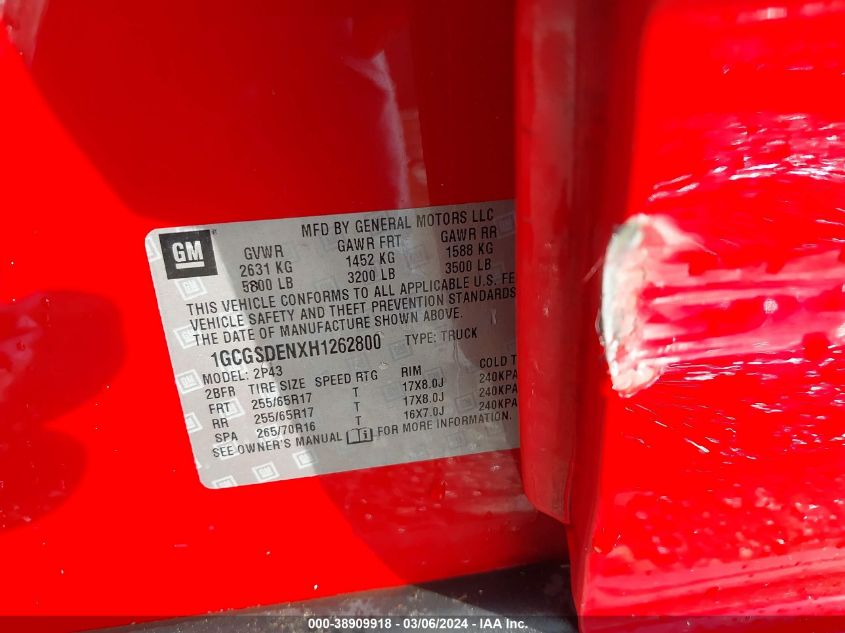 MFD BY GENERAL MOTORS LLC
GM
GVWR GAWR FRT GAWR RR
2631 KG 1452 KG 1588 KG
5800 LB 3200 LB 3500 LB
THIS VEHICLE CONFORMS TO ALL APPLICABLE U.S. FE
VEHICLE SAFETY AND THEFT PREVENTION STANDARDS
THE DATE OF MANUFACTURE SHOWN ABOVE.
1GCGSDENXH1262800 TYPE: TRUCK
MODEL: 2P43
2BFR TIRE SIZE SPEED RTG RIM COLD T
FRT 255/65R17 T 17X8.0J 240KPA
RR 255/65R17 T 17X8.0J 240KPA
SPA 265/70R16 T 16X7.0J 240KPA
SEE OWNER'S MANUAL FOR MORE INFORMATION.
000-38909918 - 03/06/2024 - IAA Inc.